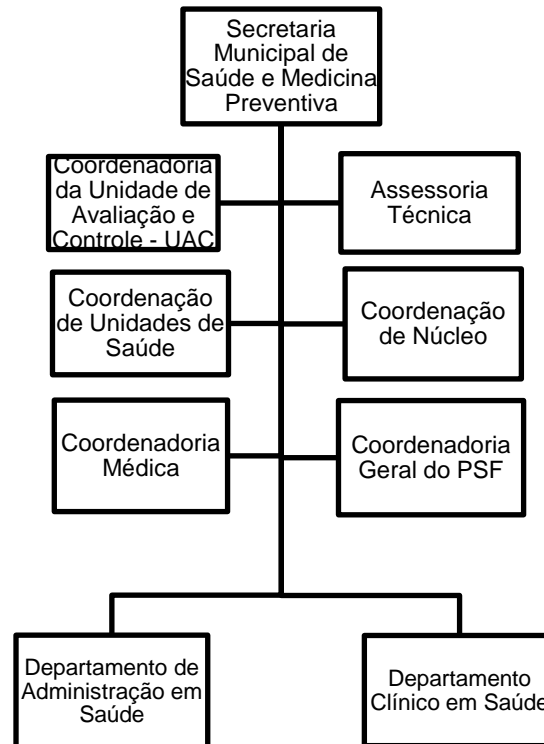 Secretaria
Municipal de
Saúde e Medicina
Preventiva
Coordenadoria
da Unidade de
Avaliação e
Controle - UAC
Assessoria
Técnica
Coordenação
de Unidades de
Saúde
Coordenação
de Núcleo
Coordenadoria
Médica
Coordenadoria
Geral do PSF
Departamento de
Administração em
Saúde
Departamento
Clínico em Saúde